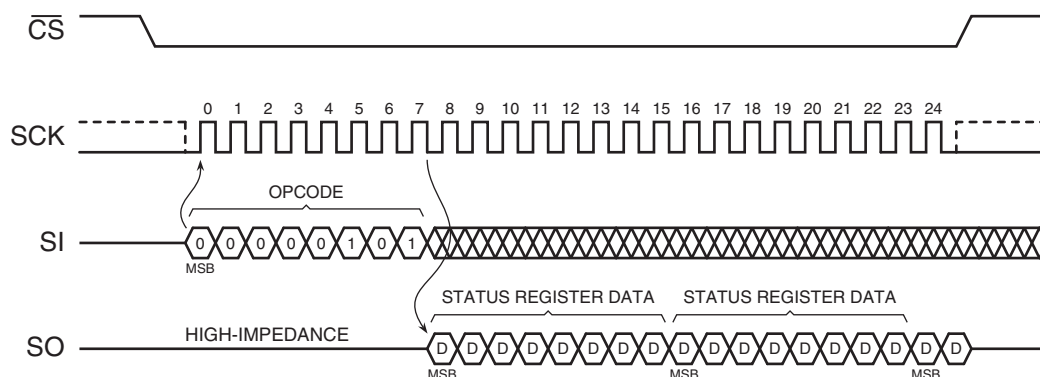 CS
0 1 2 3 4 5 6 7 8 9 10 11 12 13 14 15 16 17 18 19 20 21 22 23 24
SCK
OPCODE
SI 0 0 0 0 0 1 0 1
MSB
STATUS REGISTER DATA STATUS REGISTER DATA
HIGH-IMPEDANCE
SO D D D D D D D D D D D D D D D D D D
MSB MSB MSB